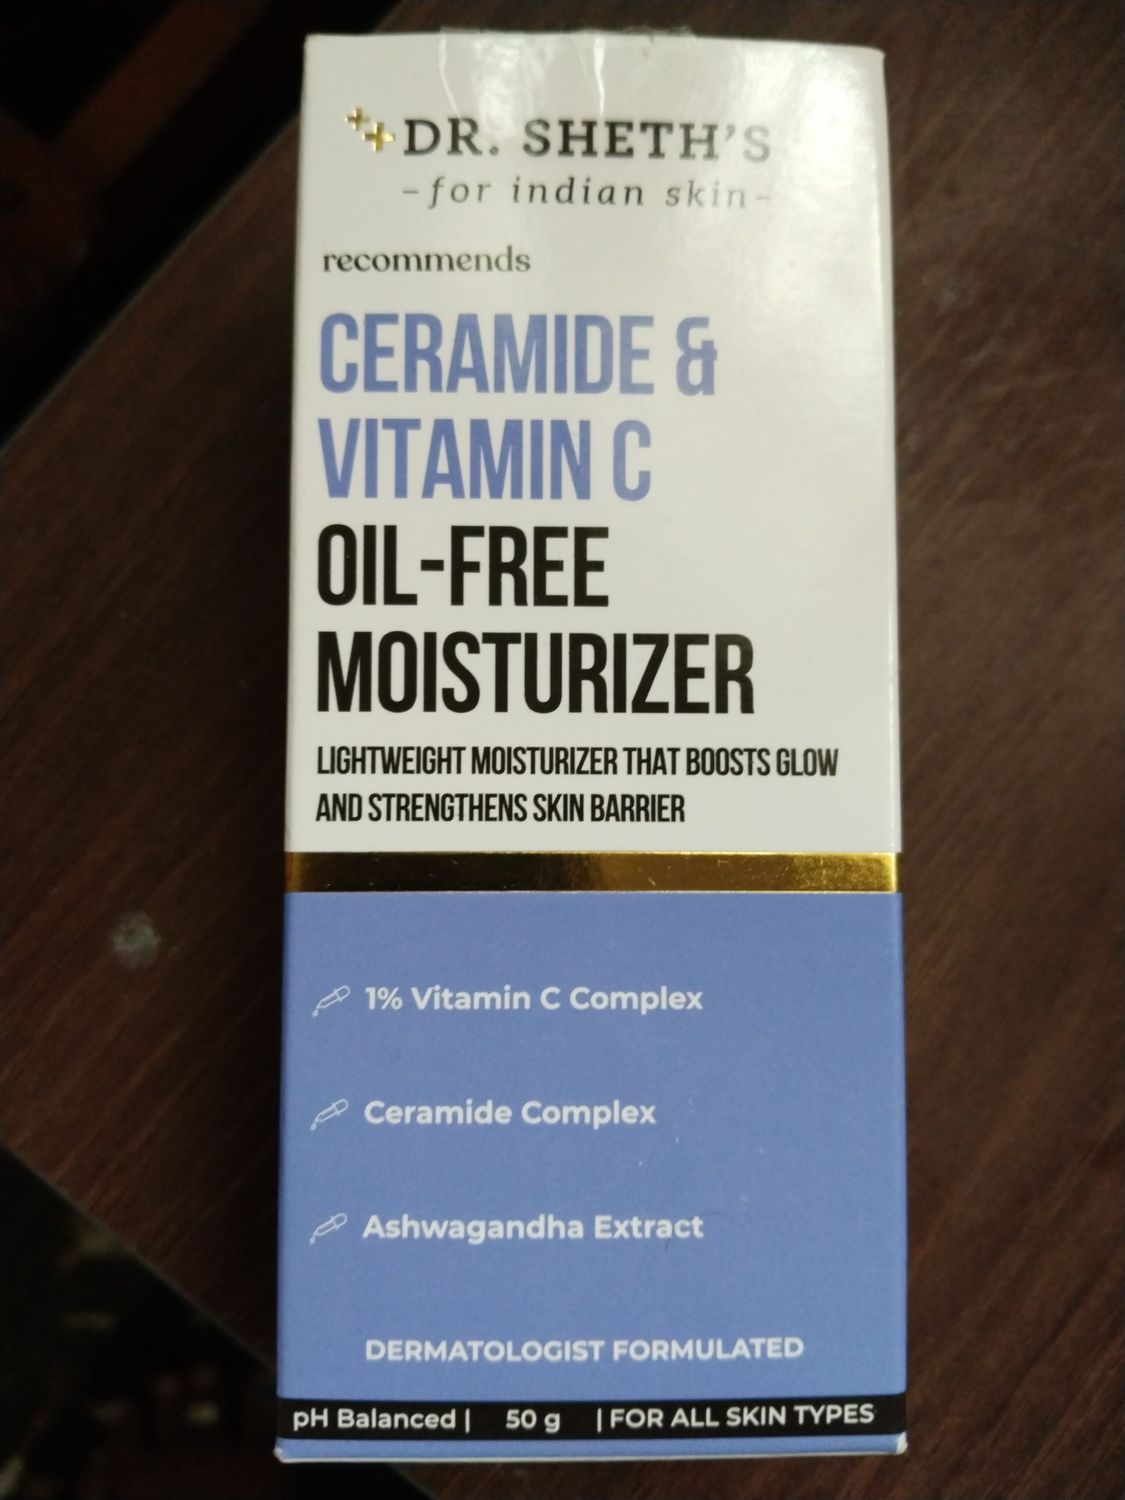 DR. SHETH'S
-for indian skin-
recommends
CERAMIDE &
VITAMIN C
OIL-FREE
MOISTURIZER
LIGHTWEIGHT MOISTURIZER THAT BOOSTS GLOW
AND STRENGTHENS SKIN BARRIER
1% Vitamin C Complex
Ceramide Complex
Ashwagandha Extract
DERMATOLOGIST FORMULATED
pH Balanced | 50 g | FOR ALL SKIN TYPES